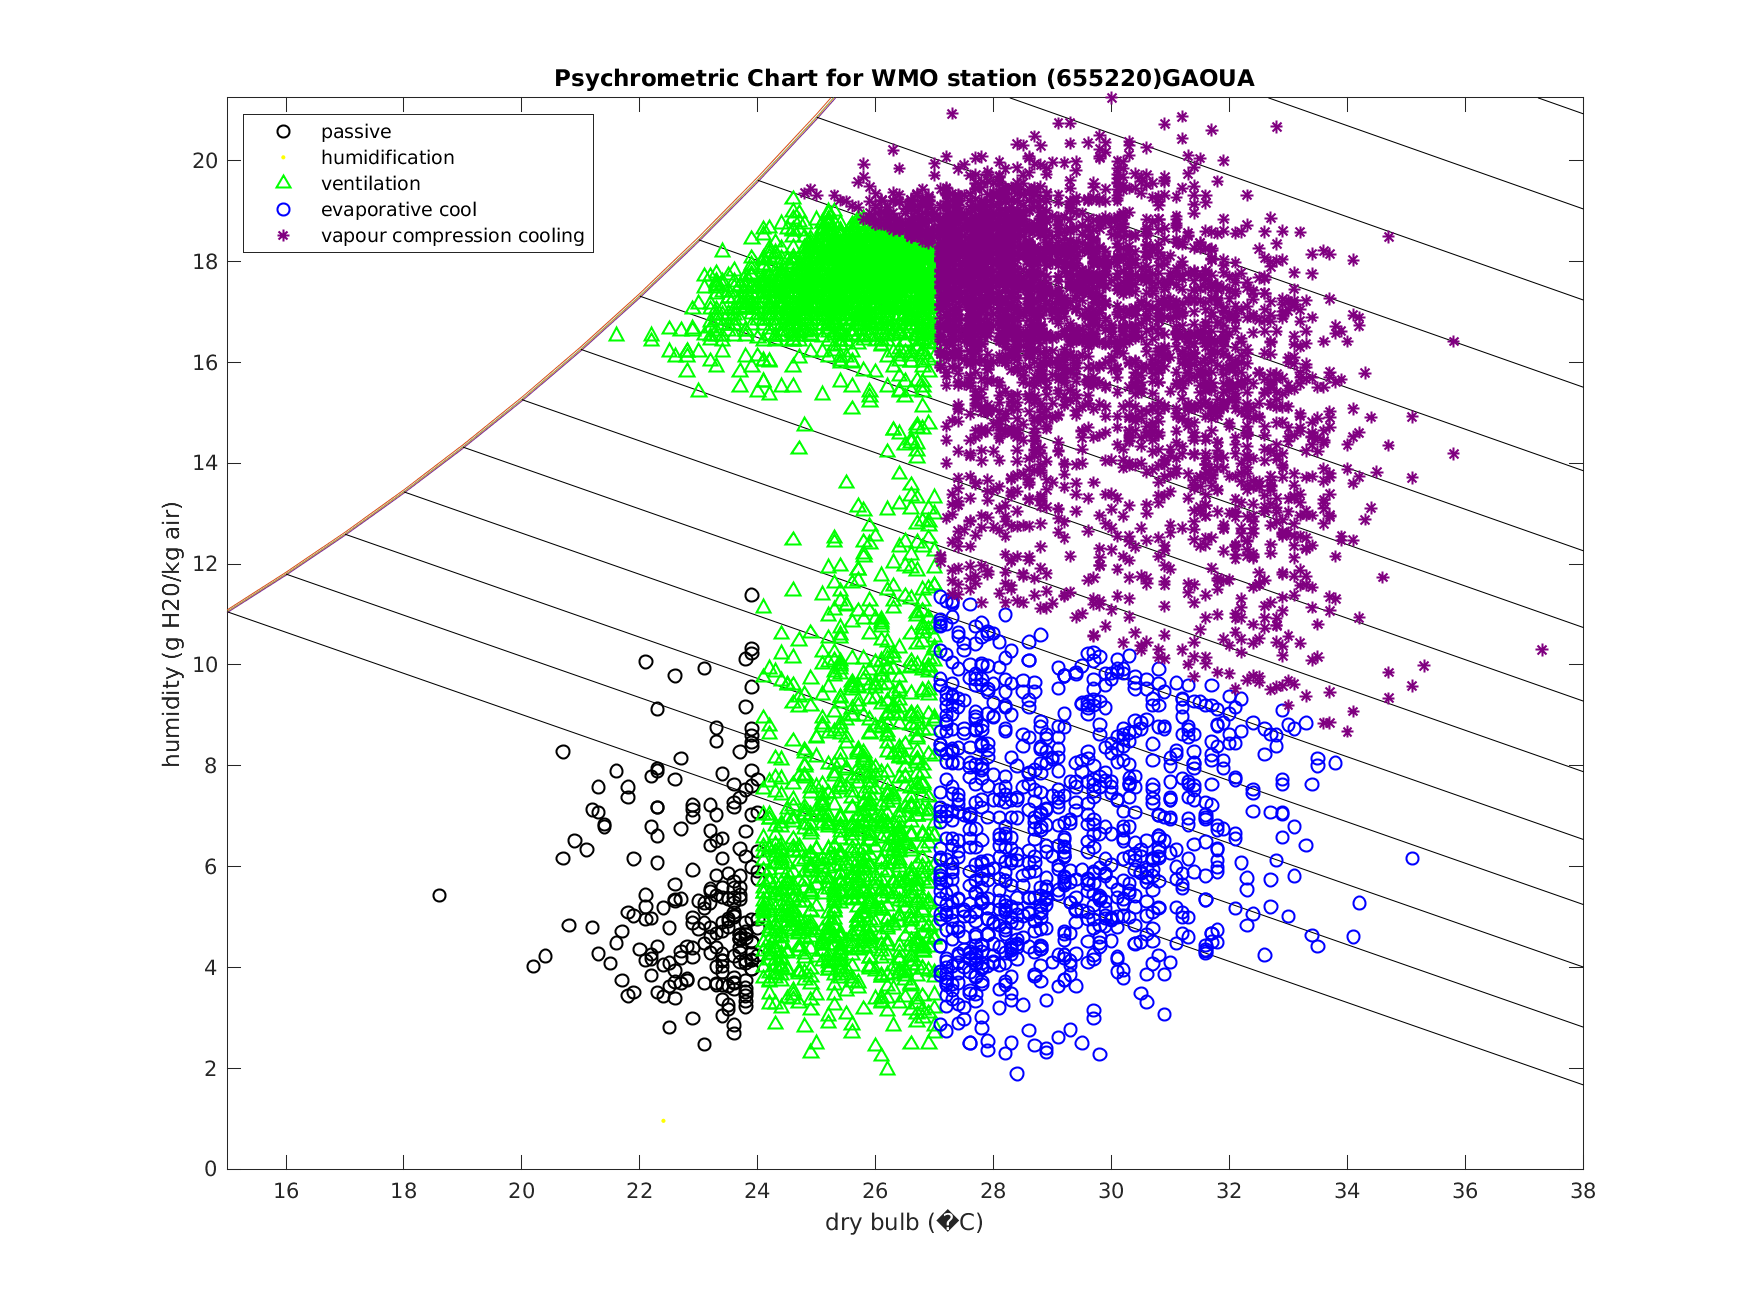 Psychrometric Chart for WMO station (655220)GAOUA
passive
humidification
ventilation
evaporative cool
vapour compression cooling
humidity (g H20/kg air)
20
18
16
14
12
10
8
6
4
2
0
16 18 20 22 24 26 28 30 32 34 36 38
dry bulb (�C)